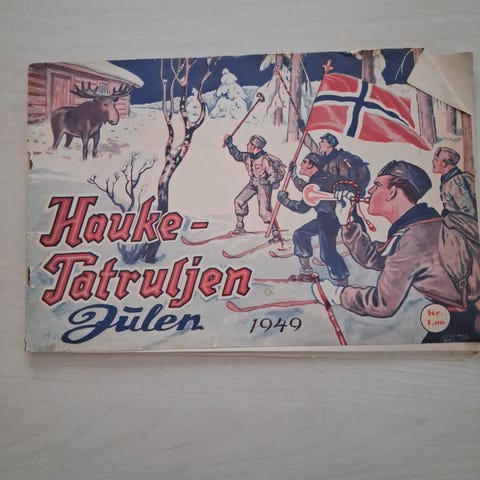 Hauke-
Patruljen
Julen 1949
Kr.
1.00